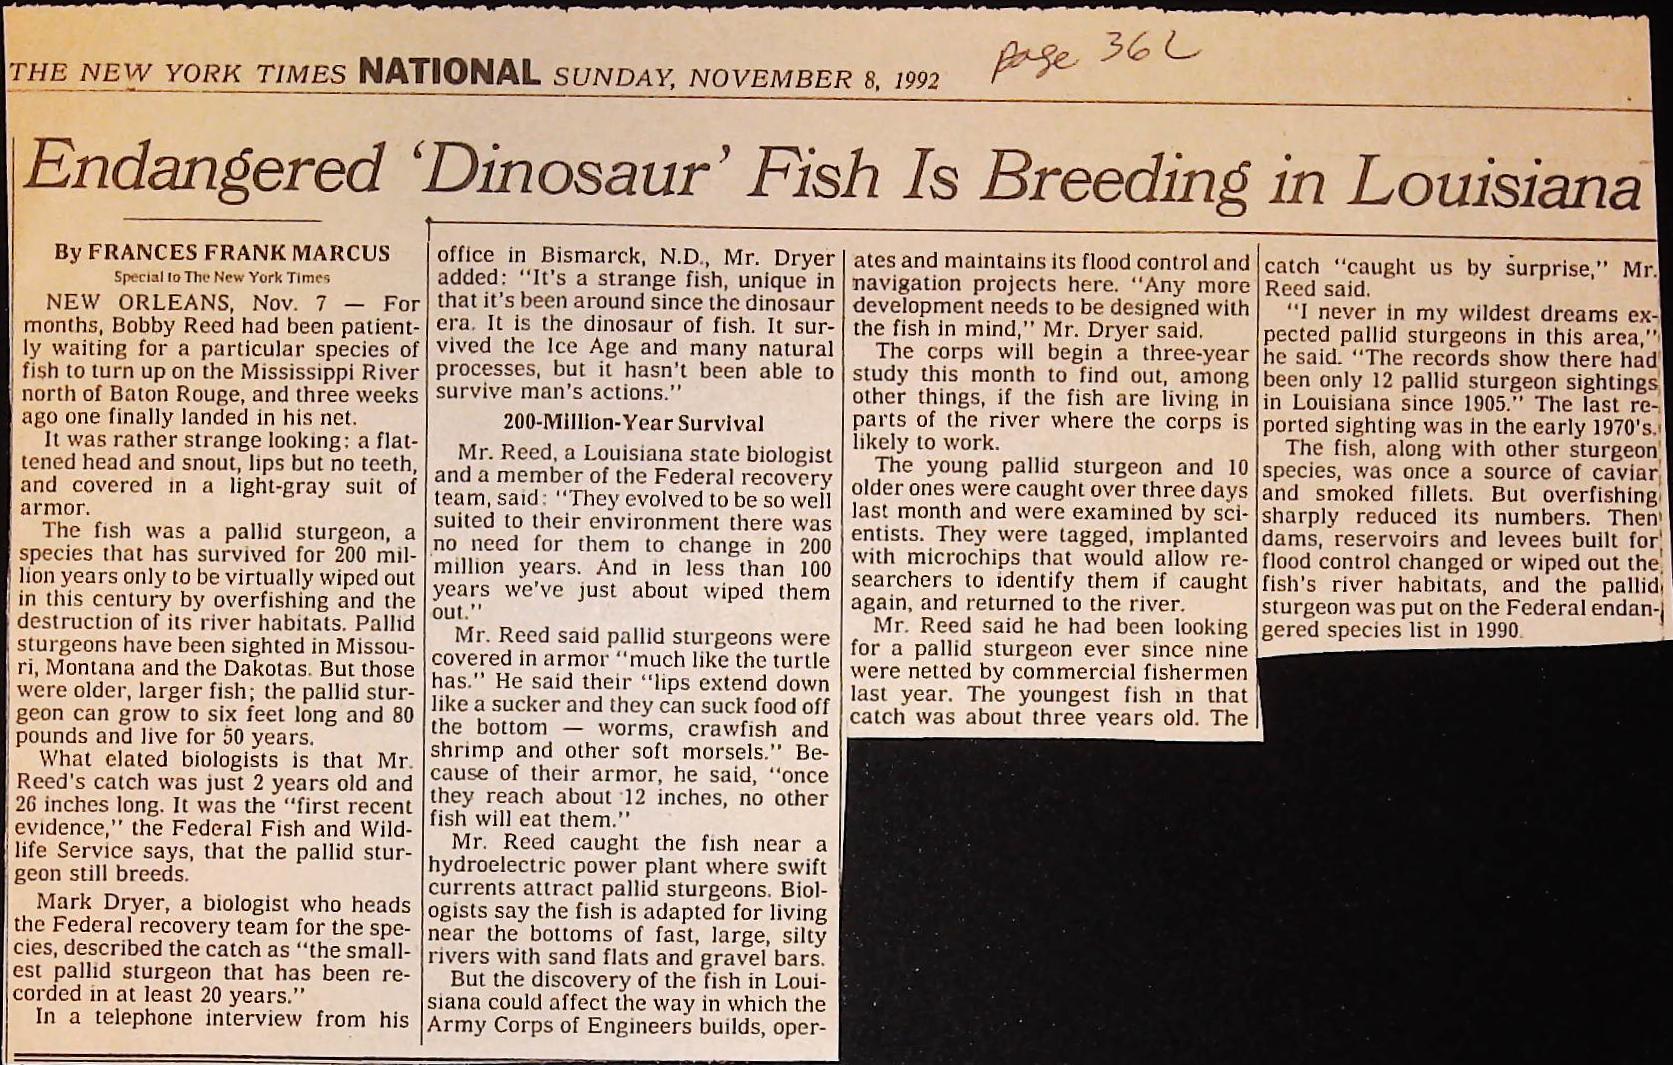 page 36 L
THE NEW YORK TIMES NATIONAL SUNDAY, NOVEMBER 8, 1992
Endangered ‘Dinosaur’ Fish Is Breeding in Louisiana
By FRANCES FRANK MARCUS
Special to The New York Times
NEW ORLEANS, Nov. 7 — For
months, Bobby Reed had been patient-
ly waiting for a particular species of
fish to turn up on the Mississippi River
north of Baton Rouge, and three weeks
ago one finally landed in his net.
It was rather strange looking: a flat-
tened head and snout, lips but no teeth,
and covered in a light-gray suit of
armor.
The fish was a pallid sturgeon, a
species that has survived for 200 mil-
lion years only to be virtually wiped out
in this century by overfishing and the
destruction of its river habitats. Pallid
sturgeons have been sighted in Missou-
ri, Montana and the Dakotas. But those
were older, larger fish; the pallid stur-
geon can grow to six feet long and 80
pounds and live for 50 years.
What elated biologists is that Mr.
Reed's catch was just 2 years old and
26 inches long. It was the “first recent
evidence,” the Federal Fish and Wild-
life Service says, that the pallid stur-
geon still breeds.
Mark Dryer, a biologist who heads
the Federal recovery team for the spe-
cies, described the catch as “the small-
est pallid sturgeon that has been re-
corded in at least 20 years.”
In a telephone interview from his
office in Bismarck, N.D., Mr. Dryer
added: “It's a strange fish, unique in
that it's been around since the dinosaur
era. It is the dinosaur of fish. It sur-
vived the Ice Age and many natural
processes, but it hasn't been able to
survive man's actions.”
200-Million-Year Survival
Mr. Reed, a Louisiana state biologist
and a member of the Federal recovery
team, said: “They evolved to be so well
suited to their environment there was
no need for them to change in 200
million years. And in less than 100
years we've just about wiped them
out.”
Mr. Reed said pallid sturgeons were
covered in armor “much like the turtle
has.” He said their “lips extend down
like a sucker and they can suck food off
the bottom — worms, crawfish and
shrimp and other soft morsels.” Be-
cause of their armor, he said, “once
they reach about 12 inches, no other
fish will eat them.”
Mr. Reed caught the fish near a
hydroelectric power plant where swift
currents attract pallid sturgeons. Biol-
ogists say the fish is adapted for living
near the bottoms of fast, large, silty
rivers with sand flats and gravel bars.
But the discovery of the fish in Loui-
siana could affect the way in which the
Army Corps of Engineers builds, oper-
ates and maintains its flood control and
navigation projects here. “Any more
development needs to be designed with
the fish in mind,” Mr. Dryer said.
The corps will begin a three-year
study this month to find out, among
other things, if the fish are living in
parts of the river where the corps is
likely to work.
The young pallid sturgeon and 10
older ones were caught over three days
last month and were examined by sci-
entists. They were tagged, implanted
with microchips that would allow re-
searchers to identify them if caught
again, and returned to the river.
Mr. Reed said he had been looking
for a pallid sturgeon ever since nine
were netted by commercial fishermen
last year. The youngest fish in that
catch was about three years old. The
catch “caught us by surprise,” Mr.
Reed said.
“I never in my wildest dreams ex-
pected pallid sturgeons in this area,”
he said. “The records show there had
been only 12 pallid sturgeon sightings
in Louisiana since 1905.” The last re-
ported sighting was in the early 1970's.
The fish, along with other sturgeon
species, was once a source of caviar
and smoked fillets. But overfishing
sharply reduced its numbers. Then
dams, reservoirs and levees built for
flood control changed or wiped out the
fish's river habitats, and the pallid
sturgeon was put on the Federal endan-
gered species list in 1990.